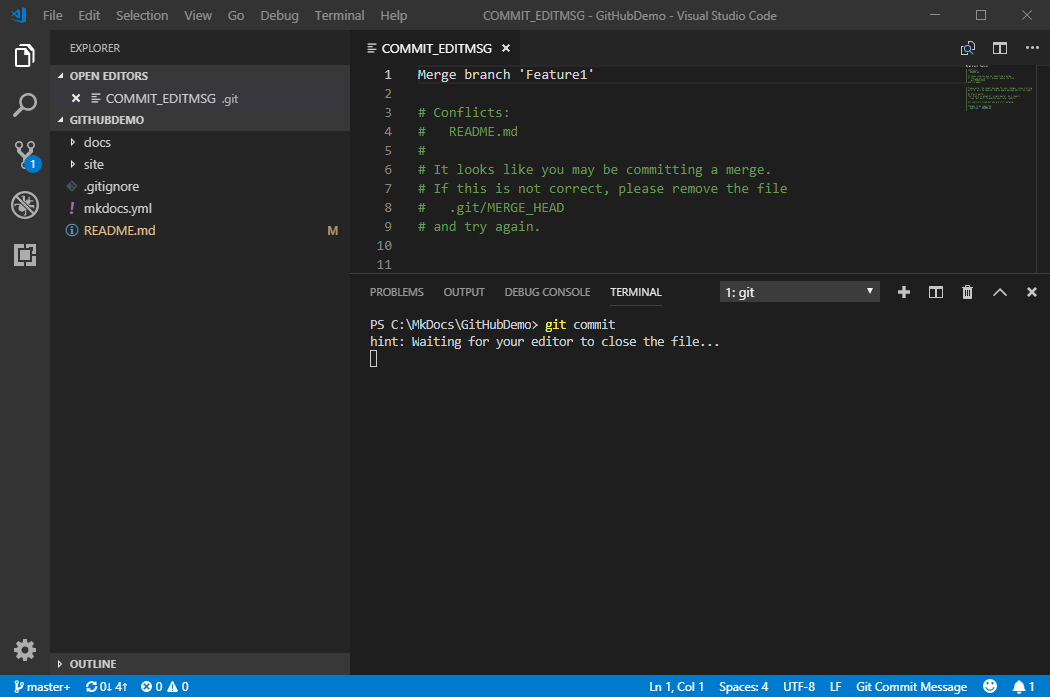 File Edit Selection View Go Debug Terminal Help COMMIT_EDITMSG - GitHubDemo - Visual Studio Code
EXPLORER
OPEN EDITORS
COMMIT_EDITMSG .git
GITHUBDEMO
docs
site
.gitignore
mkdocs.yml
README.md M
OUTLINE
COMMIT_EDITMSG
1 Merge branch 'Feature1'
2
3 # Conflicts:
4 #   README.md
5 #
6 # It looks like you may be committing a merge.
7 # If this is not correct, please remove the file
8 #   .git/MERGE_HEAD
9 # and try again.
10
11
PROBLEMS OUTPUT DEBUG CONSOLE TERMINAL 1: git
PS C:\MkDocs\GitHubDemo> git commit
hint: Waiting for your editor to close the file...
1
master+ 0↓ 4↑ 0 0 Ln 1, Col 1 Spaces: 4 UTF-8 LF Git Commit Message 1